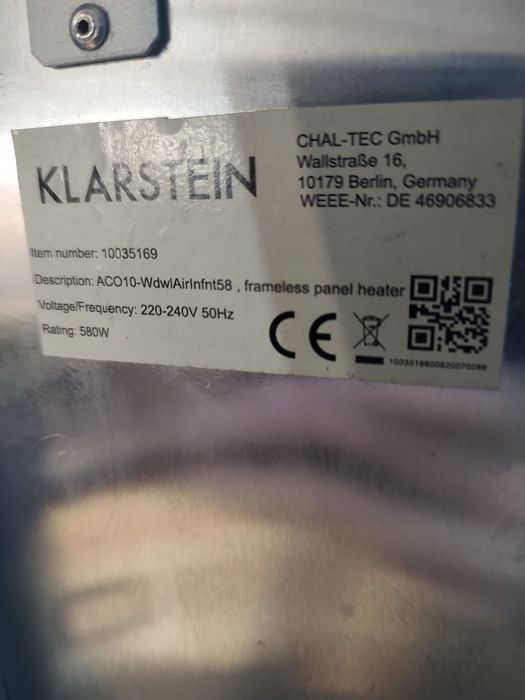 KLARSTEIN
CHAL-TEC GmbH
Wallstraße 16,
10179 Berlin, Germany
WEEE-Nr.: DE 46906833
Item number: 10035169
Description: ACO10-WdwlAirInfnt58 , frameless panel heater
Voltage/Frequency: 220-240V 50Hz
Rating: 580W
CE
1003516900820070088